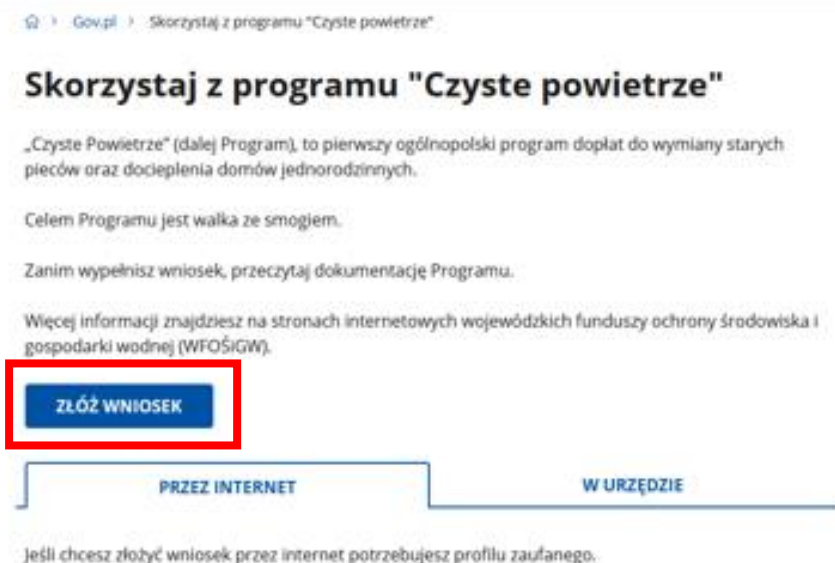 Gov.pl > Skorzystaj z programu "Czyste powietrze"
Skorzystaj z programu "Czyste powietrze"
„Czyste Powietrze" (dalej Program), to pierwszy ogólnopolski program dopłat do wymiany starych
pieców oraz docieplenia domów jednorodzinnych.
Celem Programu jest walka ze smogiem.
Zanim wypełnisz wniosek, przeczytaj dokumentację Programu.
Więcej informacji znajdziesz na stronach internetowych wojewódzkich funduszy ochrony środowiska i
gospodarki wodnej (WFOŚiGW).
ZŁÓŻ WNIOSEK
PRZEZ INTERNET
W URZĘDZIE
Jeśli chcesz złożyć wniosek przez internet potrzebujesz profilu zaufanego.